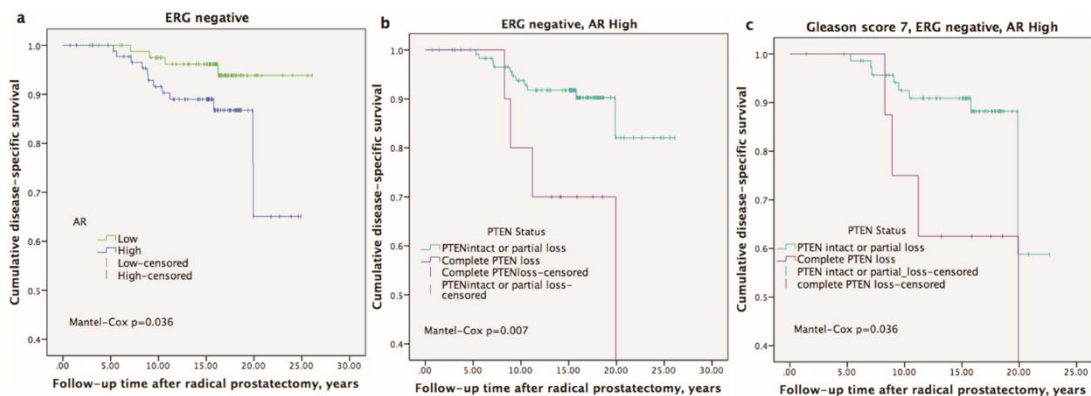 a
ERG negative
Cumulative disease-specific survival
1.0
0.9
0.8
0.7
0.6
0.5
0.4
AR
Low
High
Low-censored
High-censored
Mantel-Cox p=0.036
.00 5.00 10.00 15.00 20.00 25.00 30.00
Follow-up time after radical prostatectomy, years
b
ERG negative, AR High
Cumulative disease-specific survival
1.0
0.9
0.8
0.7
0.6
0.5
0.4
PTEN Status
PTENintact or partial loss
Complete PTEN loss
Complete PTENloss-censored
PTENintact or partial loss-
censored
Mantel-Cox p=0.007
.00 5.00 10.00 15.00 20.00 25.00 30.00
Follow-up time after radical prostatectomy, years
c
Gleason score 7, ERG negative, AR High
Cumulative disease-specific survival
1.0
0.9
0.8
0.7
0.6
0.5
0.4
PTEN Status
PTEN intact or partial loss
Complete PTEN loss
PTEN intact or partial_loss-censored
complete PTEN loss-censored
Mantel-Cox p=0.036
.00 5.00 10.00 15.00 20.00 25.00
Follow-up time after radical prostatectomy, years